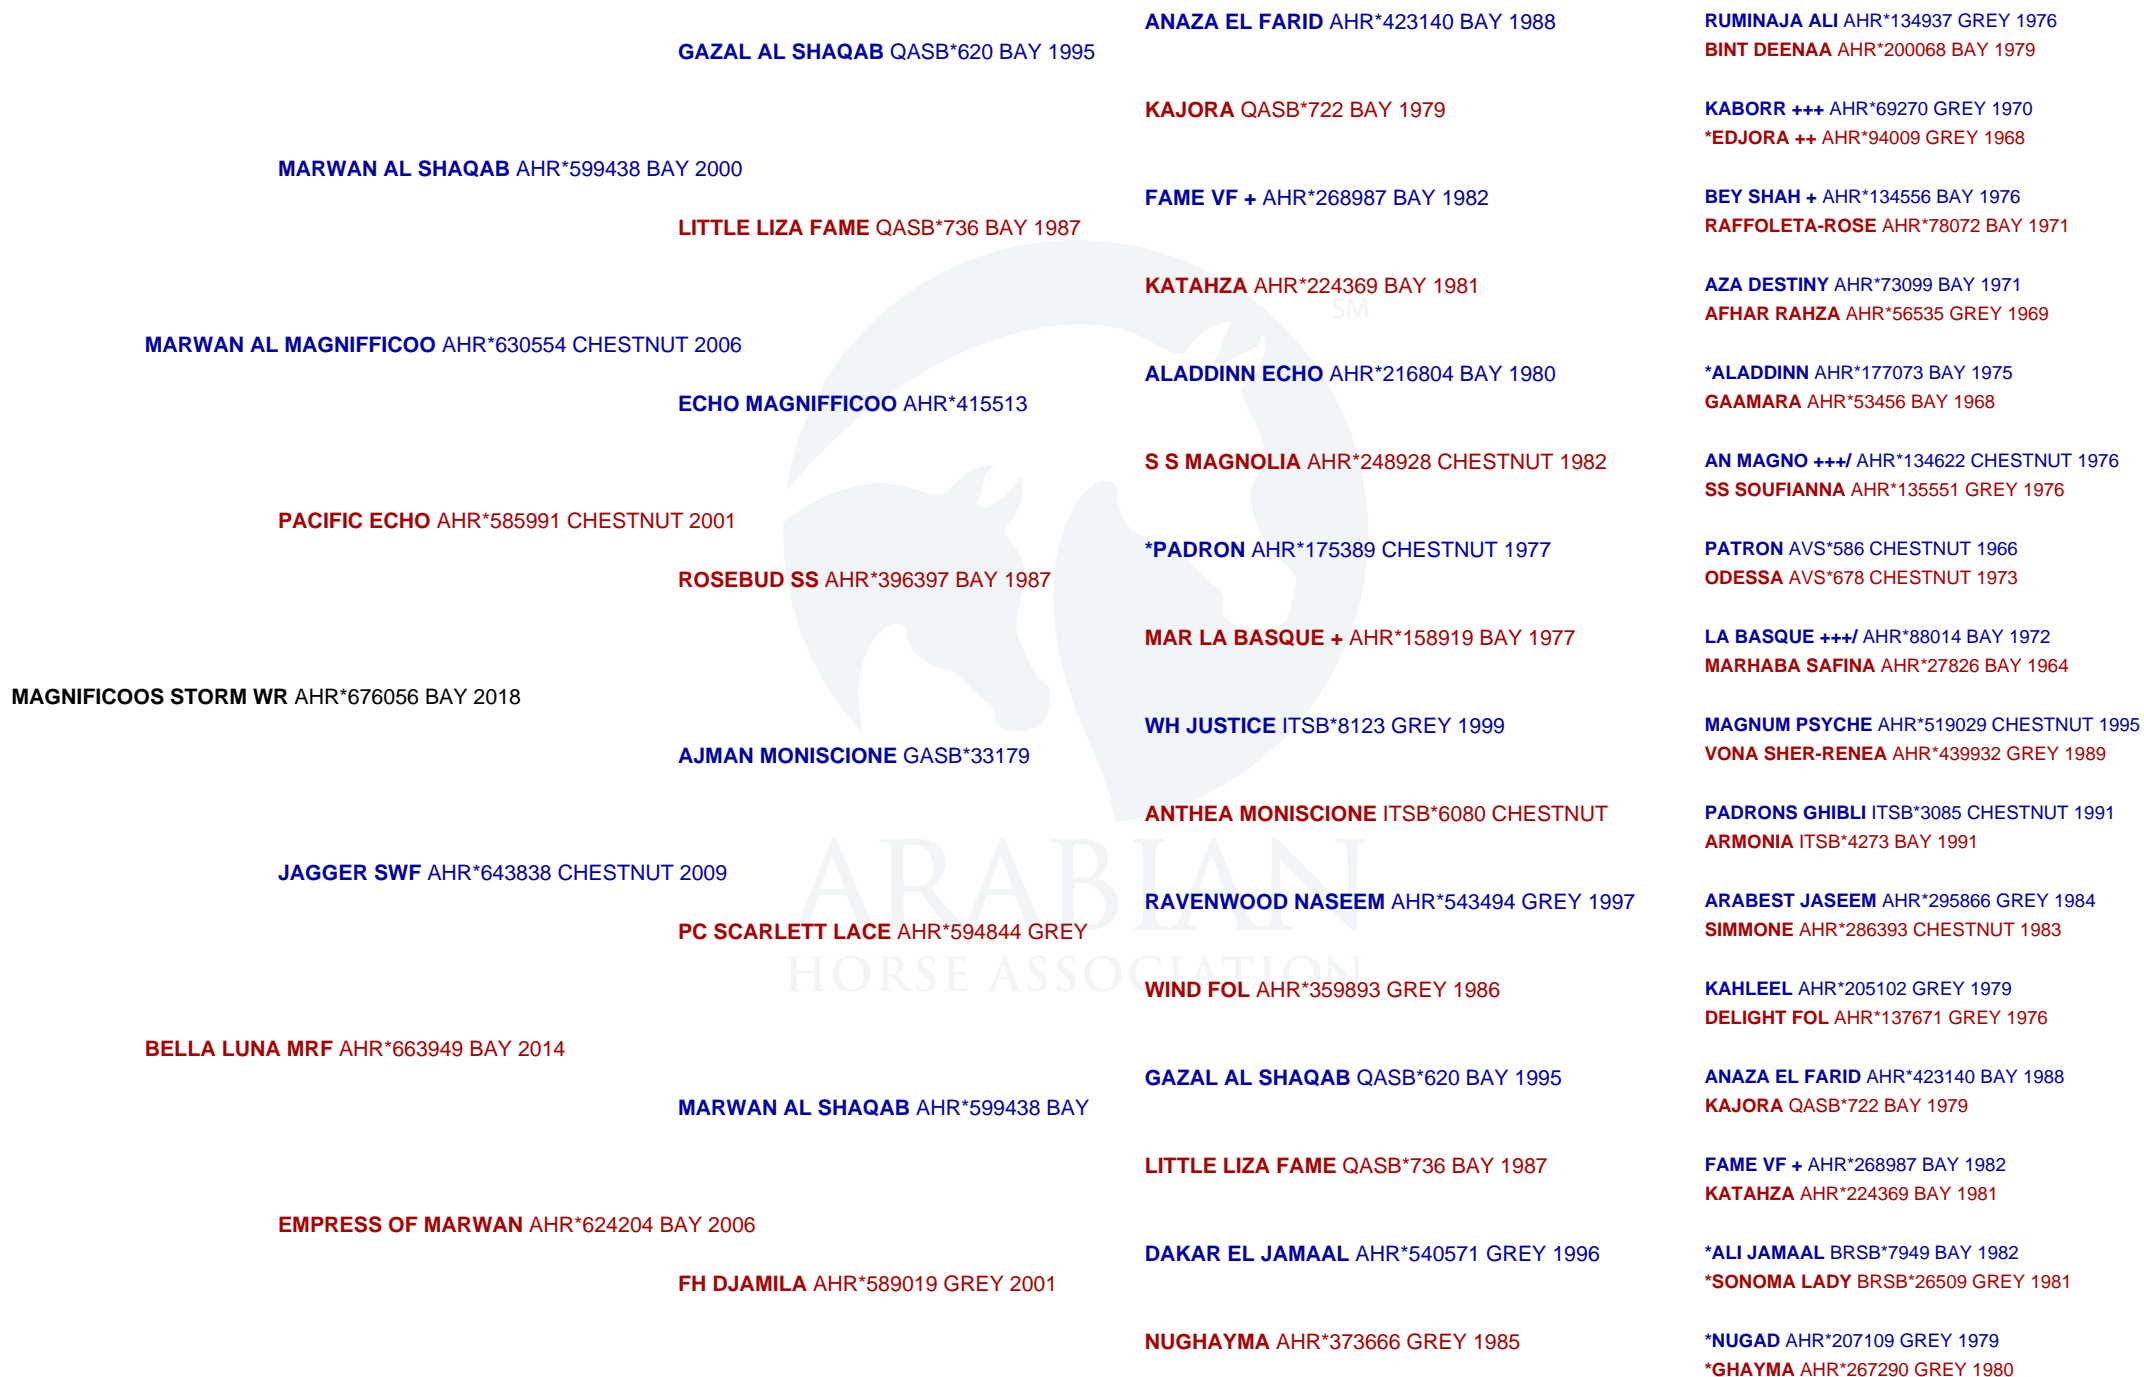 ANAZA EL FARID AHR*423140 BAY 1988
RUMINAJA ALI AHR*134937 GREY 1976
GAZAL AL SHAQAB QASB*620 BAY 1995
BINT DEENAA AHR*200068 BAY 1979
KAJORA QASB*722 BAY 1979
KABORR +++ AHR*69270 GREY 1970
*EDJORA ++ AHR*94009 GREY 1968
MARWAN AL SHAQAB AHR*599438 BAY 2000
FAME VF + AHR*268987 BAY 1982
BEY SHAH + AHR*134556 BAY 1976
LITTLE LIZA FAME QASB*736 BAY 1987
RAFFOLETA-ROSE AHR*78072 BAY 1971
KATAHZA AHR*224369 BAY 1981
AZA DESTINY AHR*73099 BAY 1971
SM
AFHAR RAHZA AHR*56535 GREY 1969
MARWAN AL MAGNIFFICOO AHR*630554 CHESTNUT 2006
ALADDINN ECHO AHR*216804 BAY 1980
*ALADDINN AHR*177073 BAY 1975
ECHO MAGNIFFICOO AHR*415513
GAAMARA AHR*53456 BAY 1968
S S MAGNOLIA AHR*248928 CHESTNUT 1982
AN MAGNO +++/ AHR*134622 CHESTNUT 1976
SS SOUFIANNA AHR*135551 GREY 1976
PACIFIC ECHO AHR*585991 CHESTNUT 2001
*PADRON AHR*175389 CHESTNUT 1977
PATRON AVS*586 CHESTNUT 1966
ROSEBUD SS AHR*396397 BAY 1987
ODESSA AVS*678 CHESTNUT 1973
MAR LA BASQUE + AHR*158919 BAY 1977
LA BASQUE +++/ AHR*88014 BAY 1972
MARHABA SAFINA AHR*27826 BAY 1964
MAGNIFICOOS STORM WR AHR*676056 BAY 2018
WH JUSTICE ITSB*8123 GREY 1999
MAGNUM PSYCHE AHR*519029 CHESTNUT 1995
AJMAN MONISCIONE GASB*33179
VONA SHER-RENEA AHR*439932 GREY 1989
ANTHEA MONISCIONE ITSB*6080 CHESTNUT
PADRONS GHIBLI ITSB*3085 CHESTNUT 1991
ARMONIA ITSB*4273 BAY 1991
JAGGER SWF AHR*643838 CHESTNUT 2009
ARABIAN
RAVENWOOD NASEEM AHR*543494 GREY 1997
ARABEST JASEEM AHR*295866 GREY 1984
PC SCARLETT LACE AHR*594844 GREY
SIMMONE AHR*286393 CHESTNUT 1983
HORSE ASSOCIATION
WIND FOL AHR*359893 GREY 1986
KAHLEEL AHR*205102 GREY 1979
DELIGHT FOL AHR*137671 GREY 1976
BELLA LUNA MRF AHR*663949 BAY 2014
GAZAL AL SHAQAB QASB*620 BAY 1995
ANAZA EL FARID AHR*423140 BAY 1988
MARWAN AL SHAQAB AHR*599438 BAY
KAJORA QASB*722 BAY 1979
LITTLE LIZA FAME QASB*736 BAY 1987
FAME VF + AHR*268987 BAY 1982
KATAHZA AHR*224369 BAY 1981
EMPRESS OF MARWAN AHR*624204 BAY 2006
DAKAR EL JAMAAL AHR*540571 GREY 1996
*ALI JAMAAL BRSB*7949 BAY 1982
FH DJAMILA AHR*589019 GREY 2001
*SONOMA LADY BRSB*26509 GREY 1981
NUGHAYMA AHR*373666 GREY 1985
*NUGAD AHR*207109 GREY 1979
*GHAYMA AHR*267290 GREY 1980